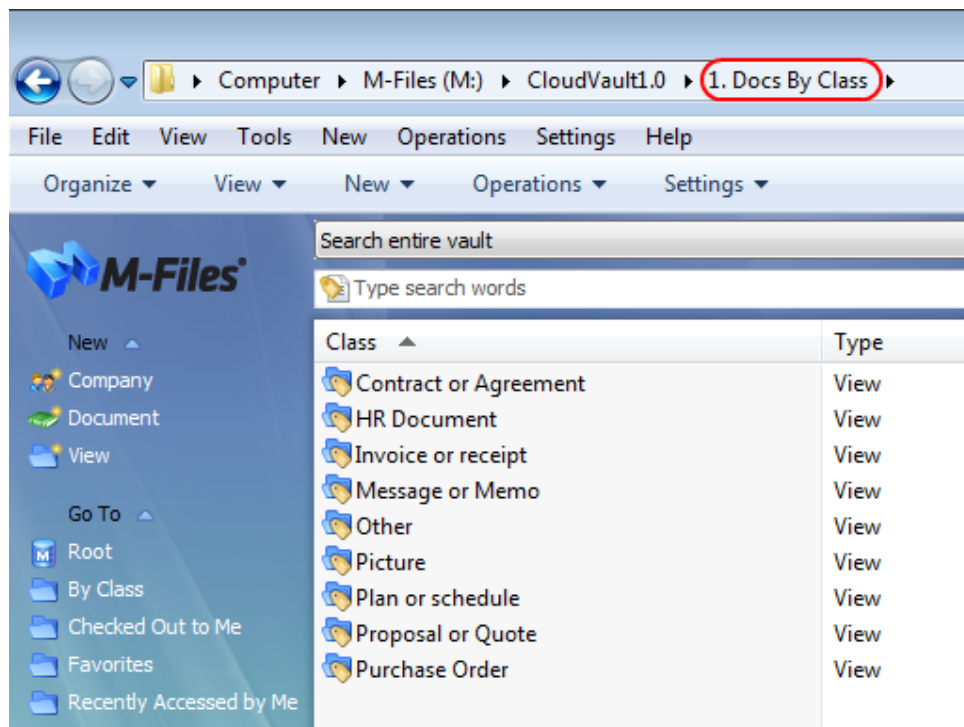 Computer M-Files (M:) CloudVault1.0 1. Docs By Class
File Edit View Tools New Operations Settings Help
Organize View New Operations Settings
M-Files
New
Company
Document
View
Go To
Root
By Class
Checked Out to Me
Favorites
Recently Accessed by Me
Search entire vault
Type search words
Class Type
Contract or Agreement View
HR Document View
Invoice or receipt View
Message or Memo View
Other View
Picture View
Plan or schedule View
Proposal or Quote View
Purchase Order View